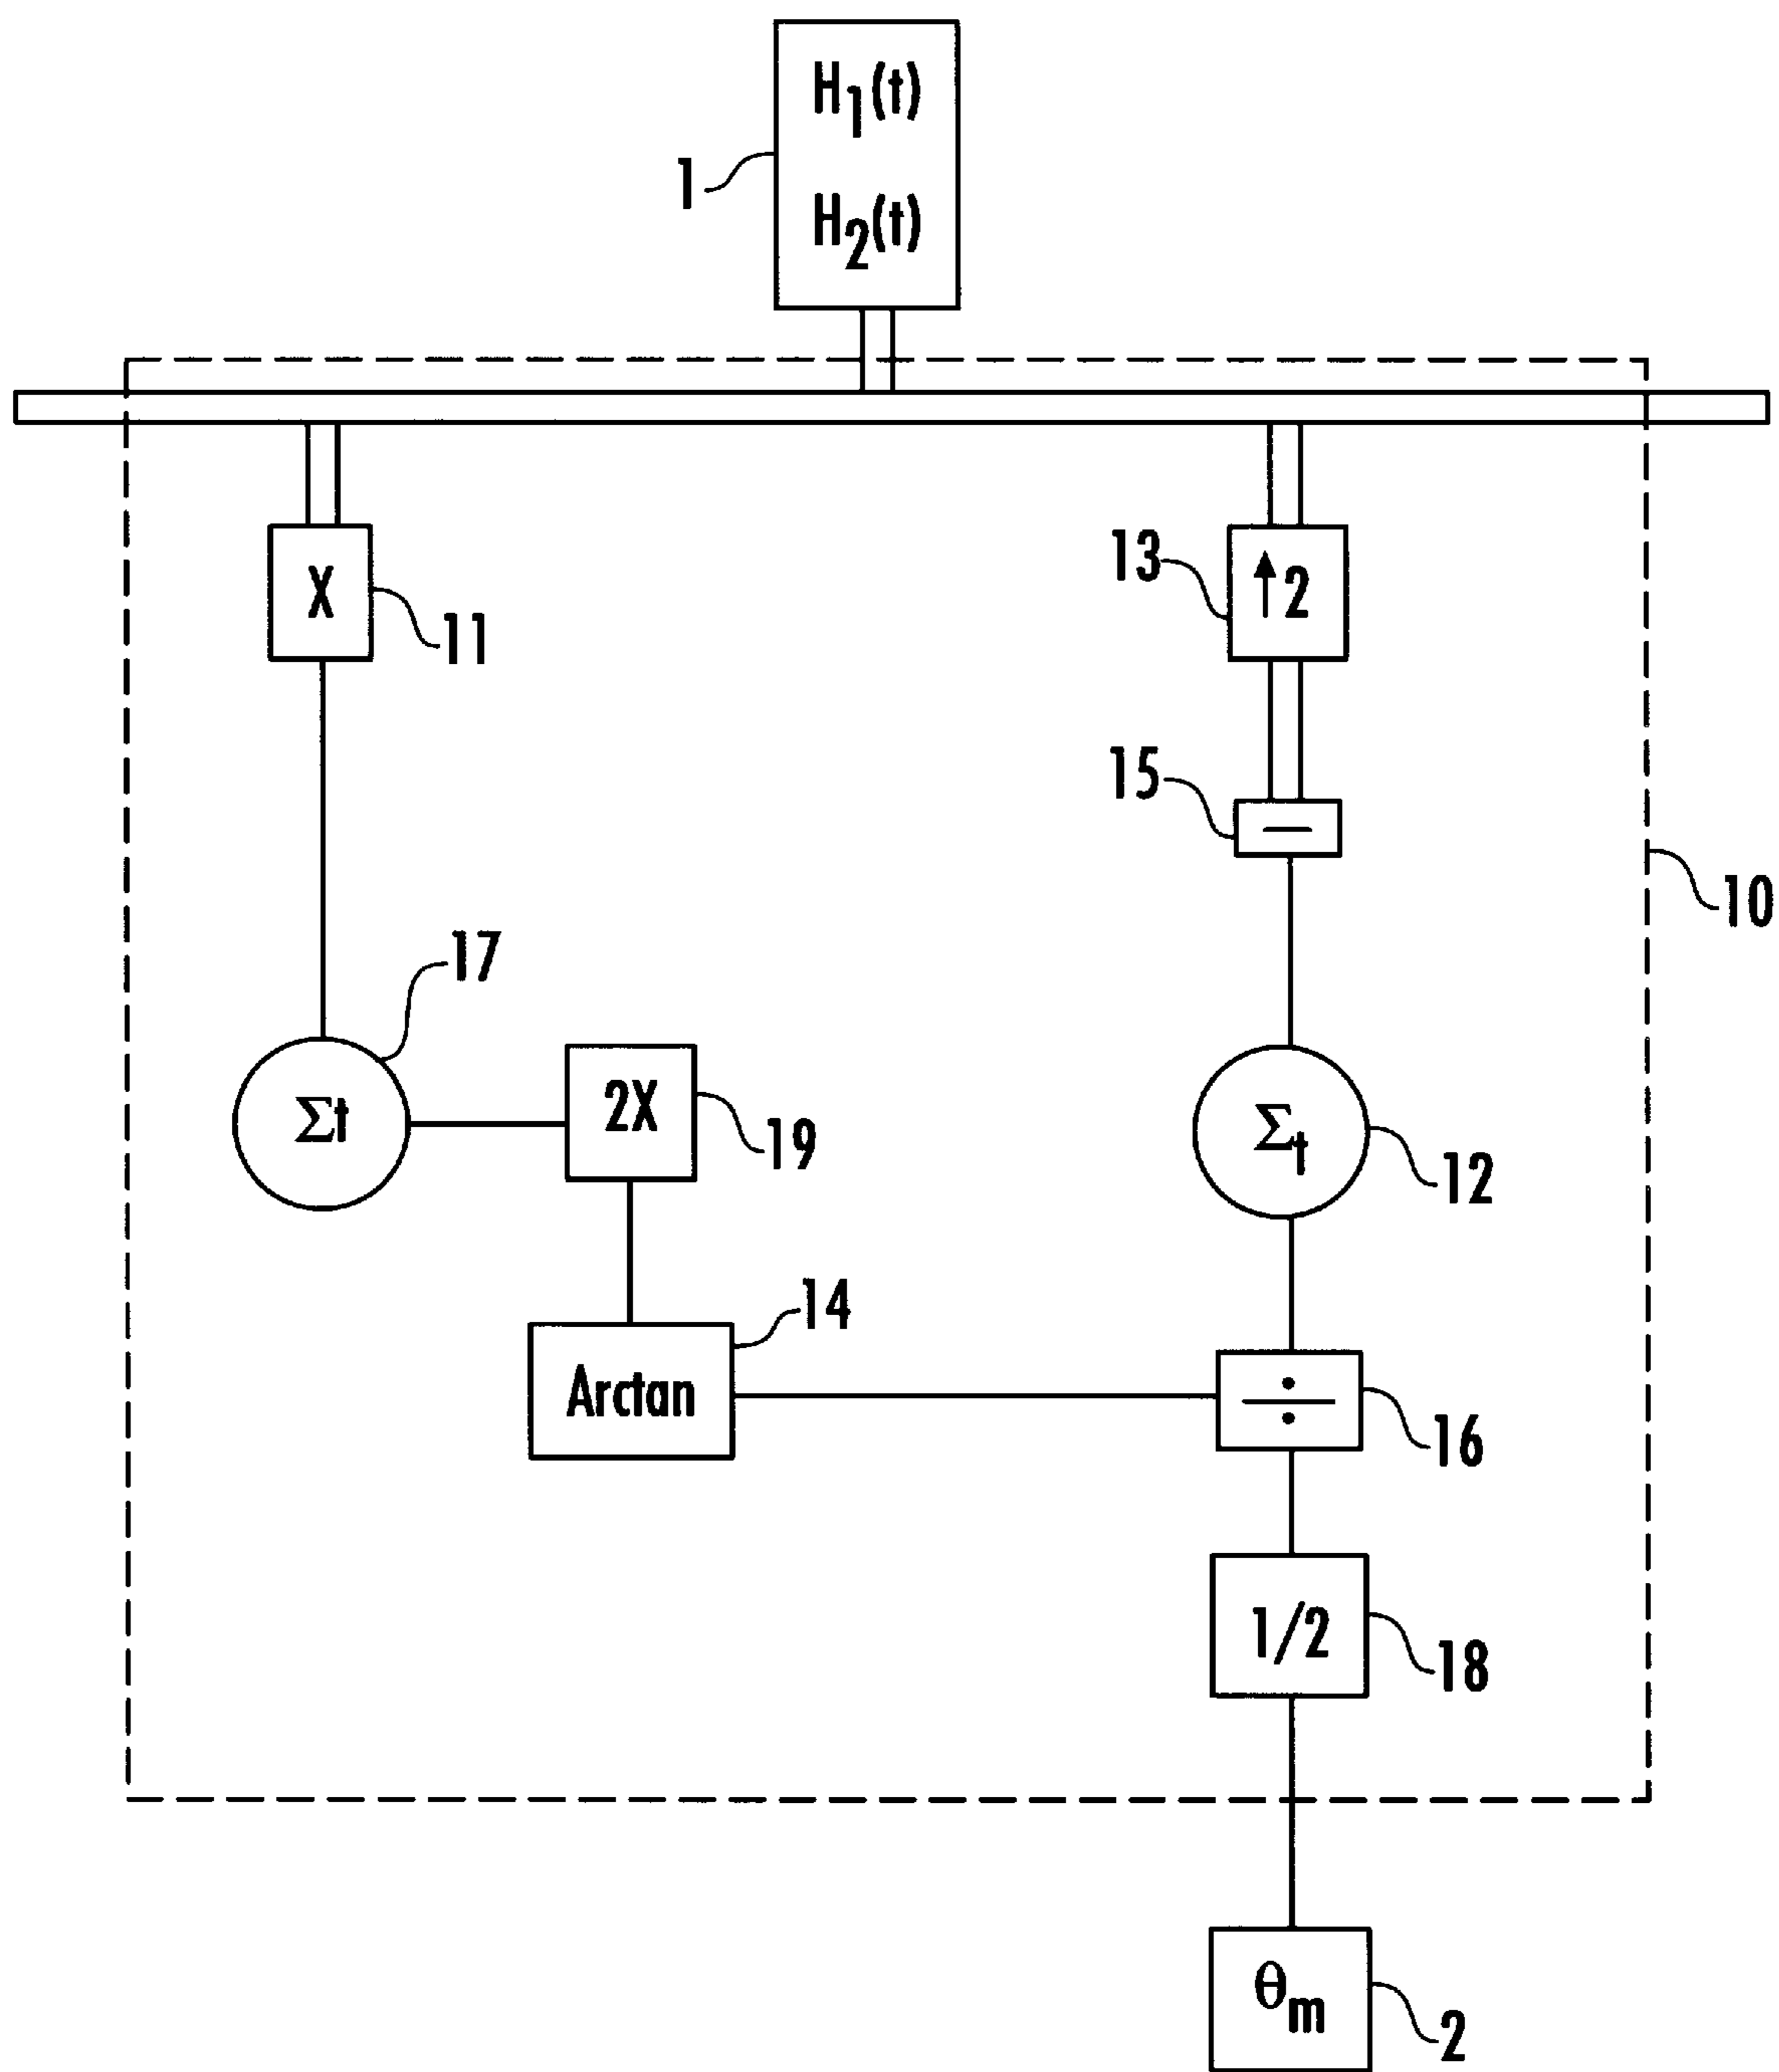 H1(t)
H2(t)
1
X
11
↑2
13
15
—
10
17
Σt
2X
19
Σt
12
14
Arctan
÷
16
1/2
18
θm
2